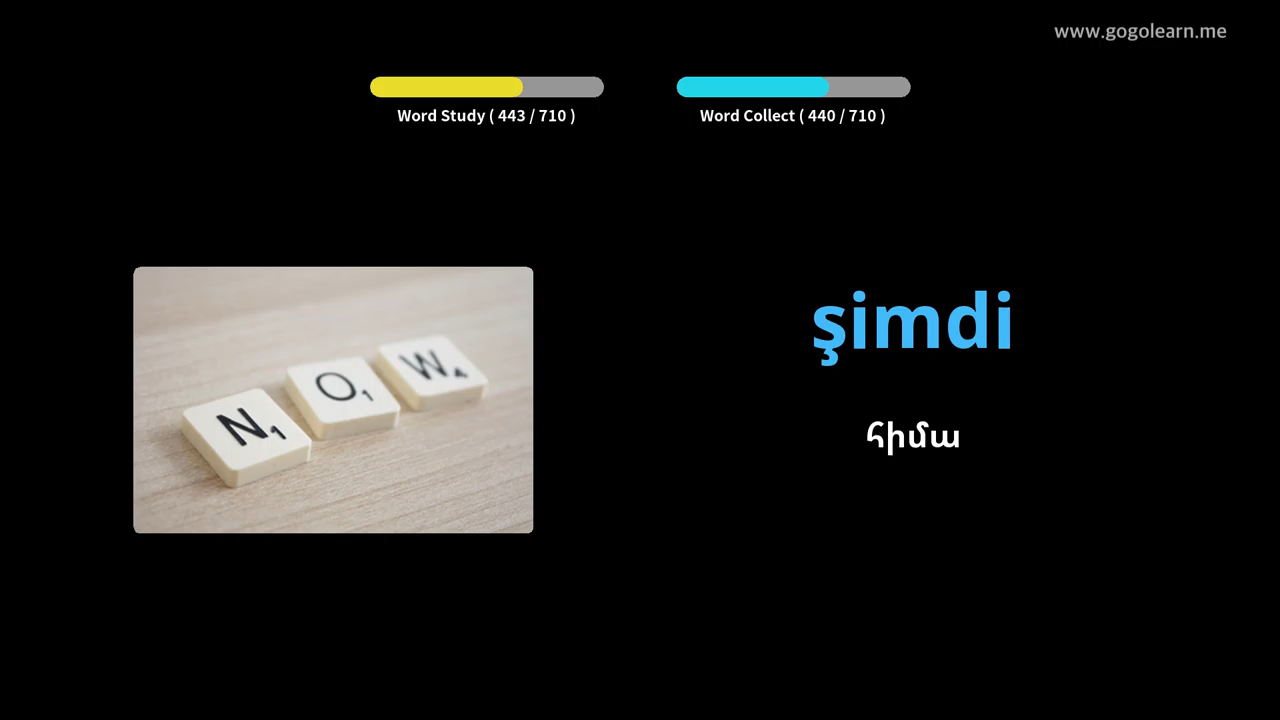 www.gogolearn.me
Word Study ( 443 / 710 )
Word Collect ( 440 / 710 )
N1 O1 W4
şimdi
հիմա